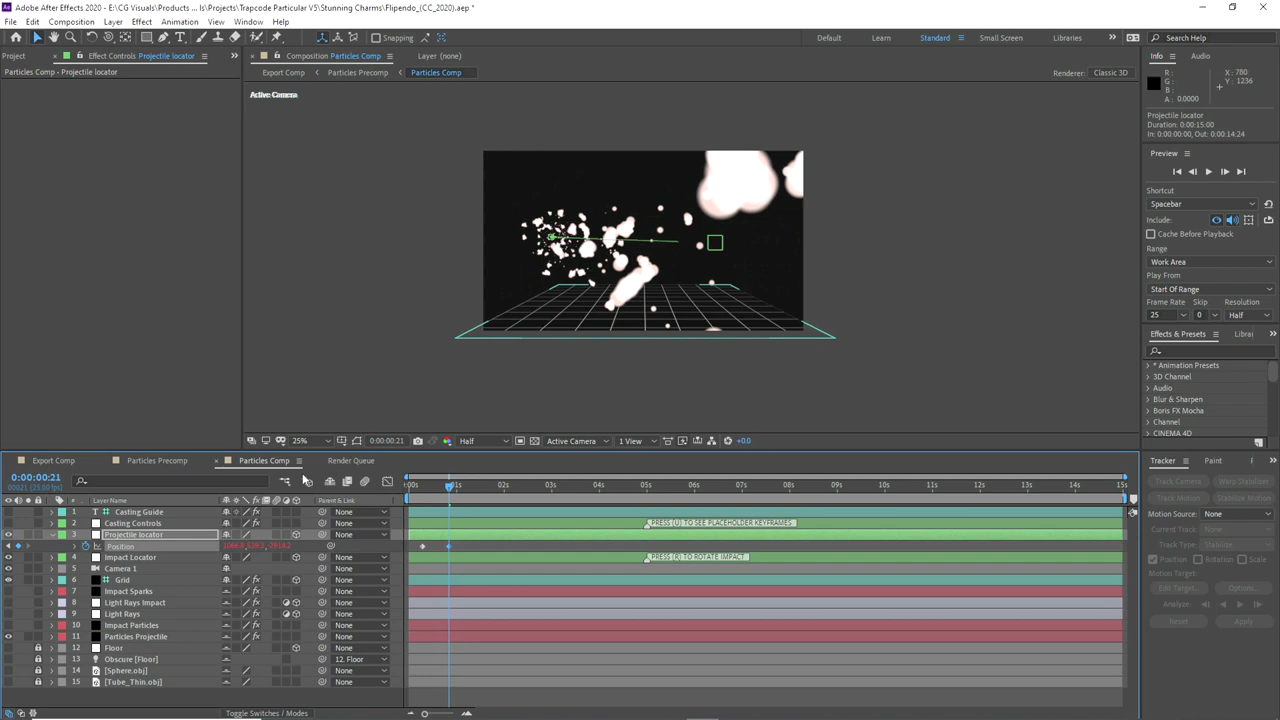 Adobe After Effects 2020 - E:\CG Visuals\Products ... ls\Projects\Trapcode Particular V5\Stunning Charms\Flipendo_(CC_2020).aep *
File Edit Composition Layer Effect Animation View Window Help
Snapping Default Learn Standard Small Screen Libraries Search Help
Project Effect Controls Projectile locator Composition Particles Comp Layer (none) Info Audio
Particles Comp · Projectile locator Export Comp Particles Precomp Particles Comp Renderer: Classic 3D
Active Camera
R: X: 780
G: Y: 1236
B:
A: 0.0000
Projectile locator
Duration: 0:00:15:00
In: 0:00:00:00, Out: 0:00:14:24
Preview
Shortcut
Spacebar
Include:
Cache Before Playback
Range
Work Area
Play From
Start Of Range
Frame Rate Skip Resolution
25 0 Half
Effects & Presets Librai
* Animation Presets
3D Channel
Audio
Blur & Sharpen
Boris FX Mocha
CINEMA 4D
25% 0:00:00:21 Half Active Camera 1 View +0.0
Export Comp Particles Precomp Particles Comp Render Queue Tracker Paint
0:00:00:21
00021 (25.00 fps)
:00s 01s 02s 03s 04s 05s 06s 07s 08s 09s 10s 11s 12s 13s 14s 15s
# Layer Name Parent & Link
1 T Casting Guide None
2 Casting Controls None PRESS (U) TO SEE PLACEHOLDER KEYFRAMES
3 Projectile locator None
Position
4 Impact Locator None PRESS (R) TO ROTATE IMPACT
5 Camera 1 None
6 Grid None
7 Impact Sparks None
8 Light Rays Impact None
9 Light Rays None
10 Impact Particles None
11 Particles Projectile None
12 Floor None
13 Obscure [Floor] 12. Floor
14 [Sphere.obj] None
15 [Tube_Thin.obj] None
Toggle Switches / Modes
Track Camera Warp Stabilizer
Track Motion Stabilize Motion
Motion Source: None
Current Track: None
Track Type: Stabilize
Position Rotation Scale
Motion Target:
Edit Target... Options...
Analyze:
Reset Apply